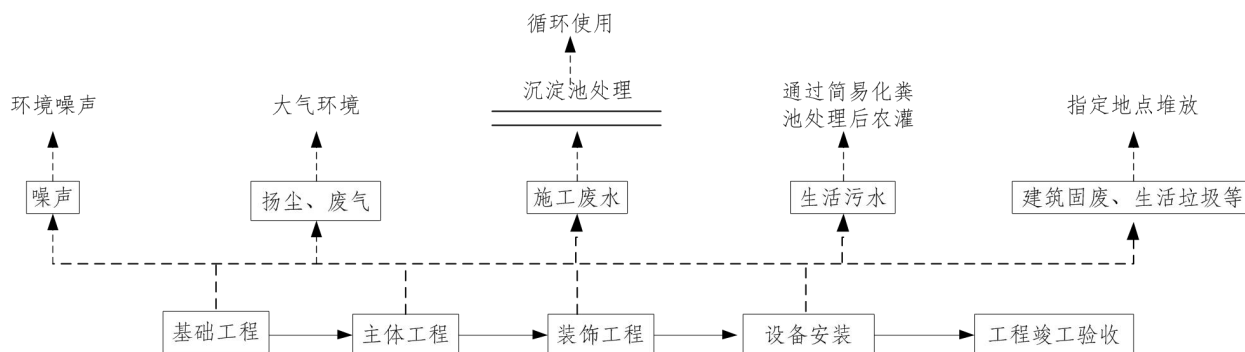 循环使用
环境噪声
大气环境
沉淀池处理
通过简易化粪
池处理后农灌
指定地点堆放
噪声
扬尘、废气
施工废水
生活污水
建筑固废、生活垃圾等
基础工程
主体工程
装饰工程
设备安装
工程竣工验收